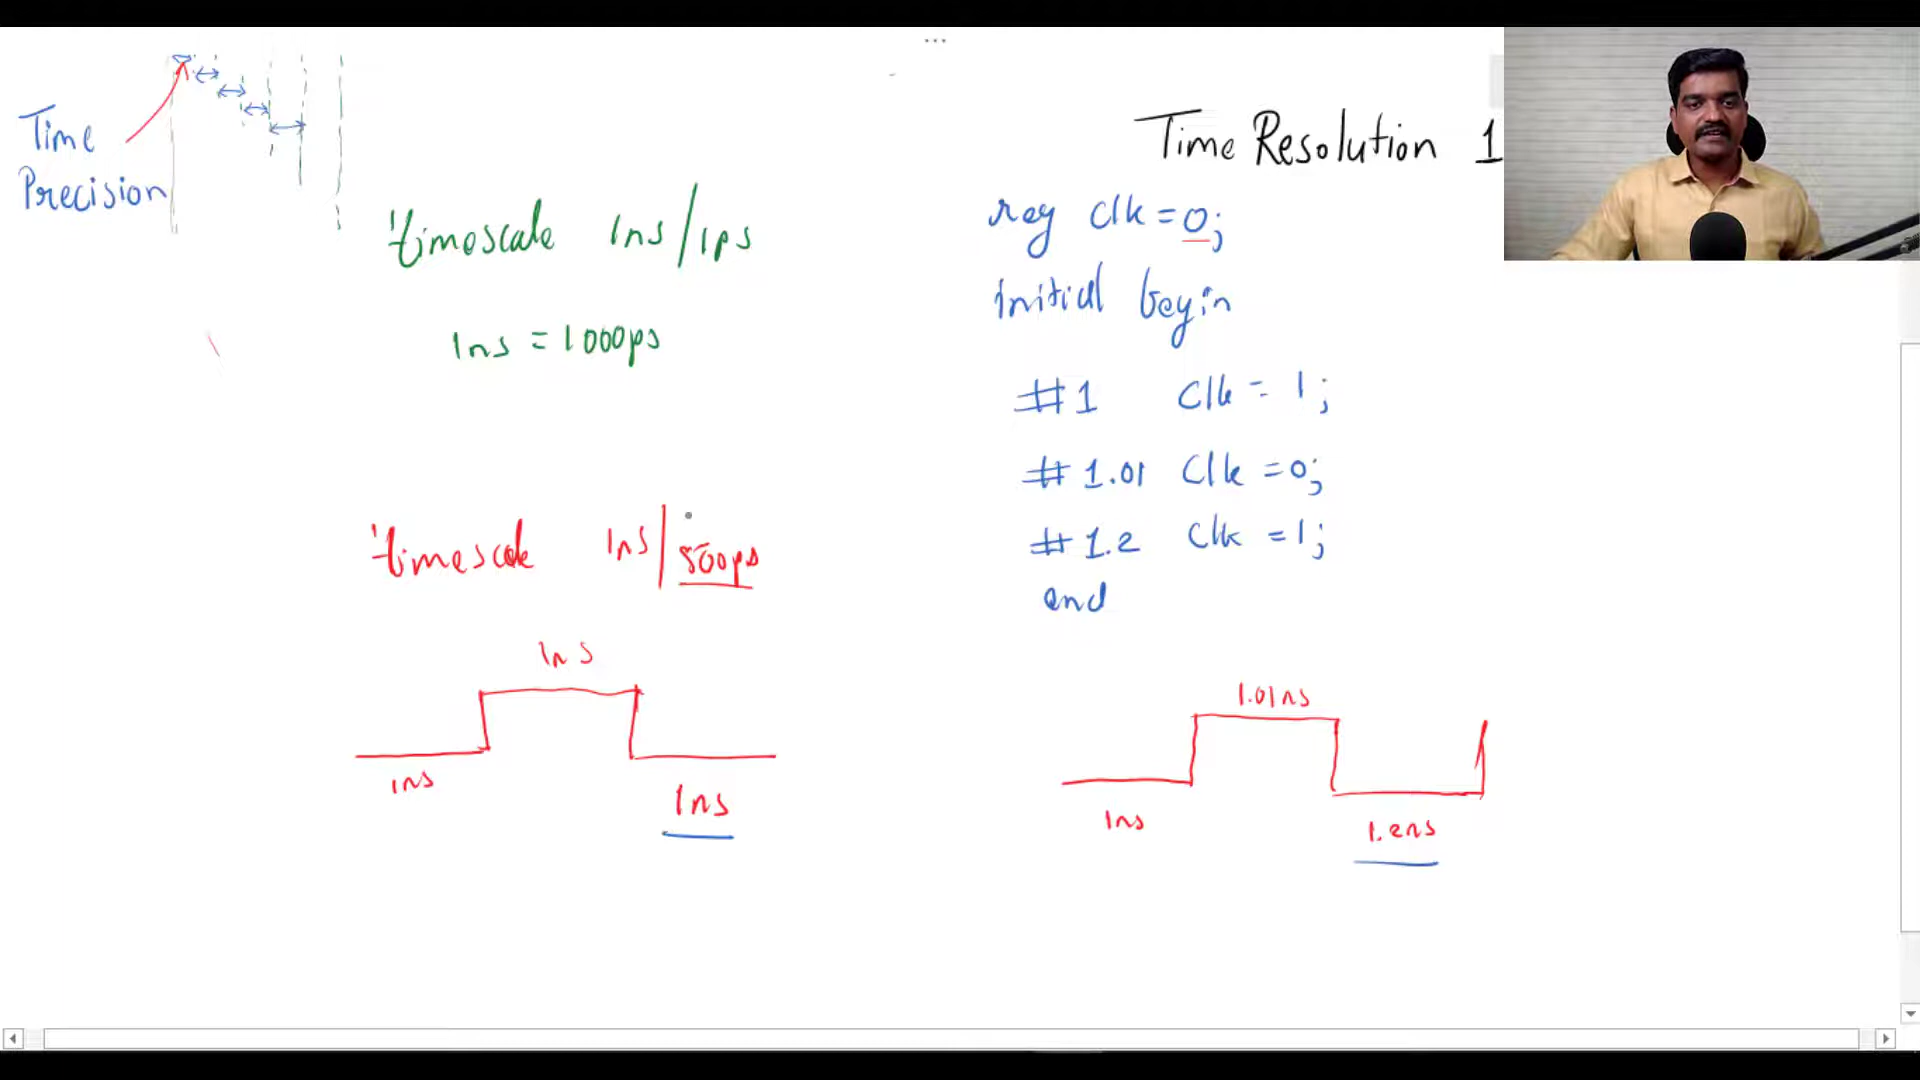 Time
Precision
'timescale 1ns/1ps
1ns = 1000ps
'timescale 1ns/500ps
1ns
1ns
1ns
Time Resolution 1
reg clk = 0;
initial begin
#1 clk = 1;
#1.01 clk = 0;
#1.2 clk = 1;
end
1.01ns
1ns
1.2ns